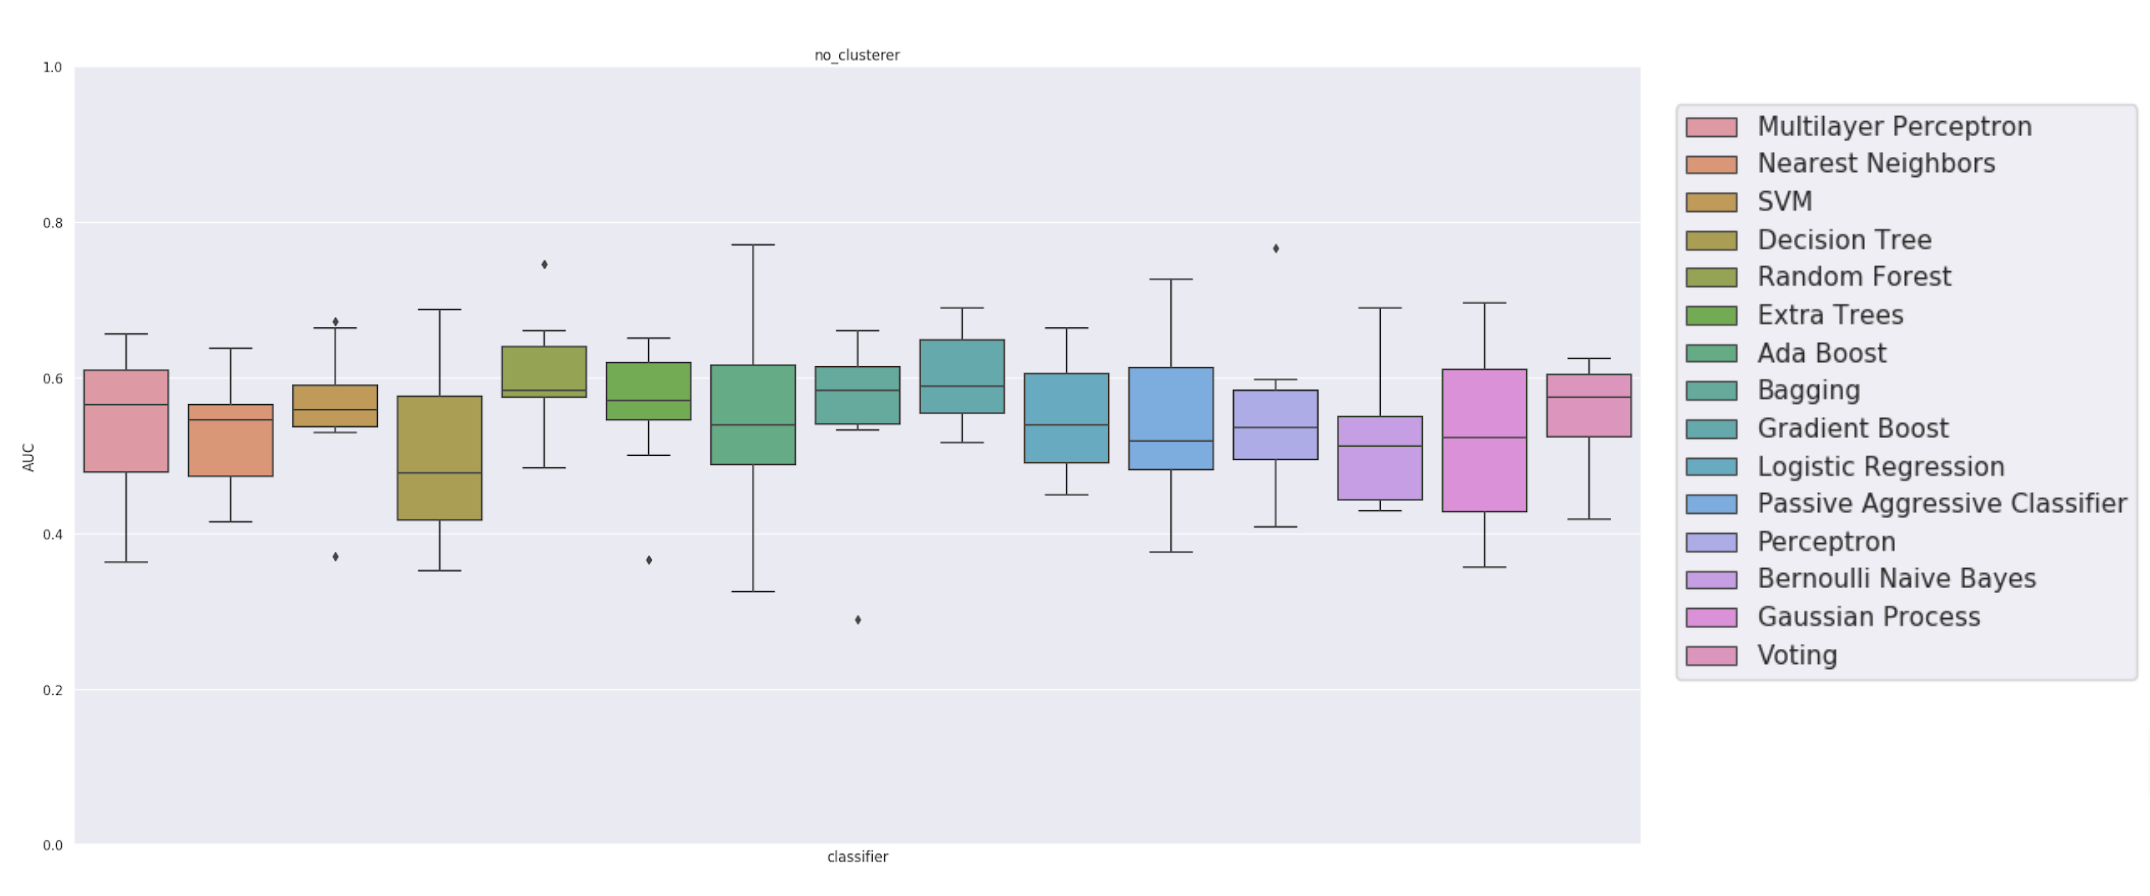 no_clusterer
1.0
0.8
0.6
0.4
0.2
0.0
AUC
classifier
Multilayer Perceptron
Nearest Neighbors
SVM
Decision Tree
Random Forest
Extra Trees
Ada Boost
Bagging
Gradient Boost
Logistic Regression
Passive Aggressive Classifier
Perceptron
Bernoulli Naive Bayes
Gaussian Process
Voting